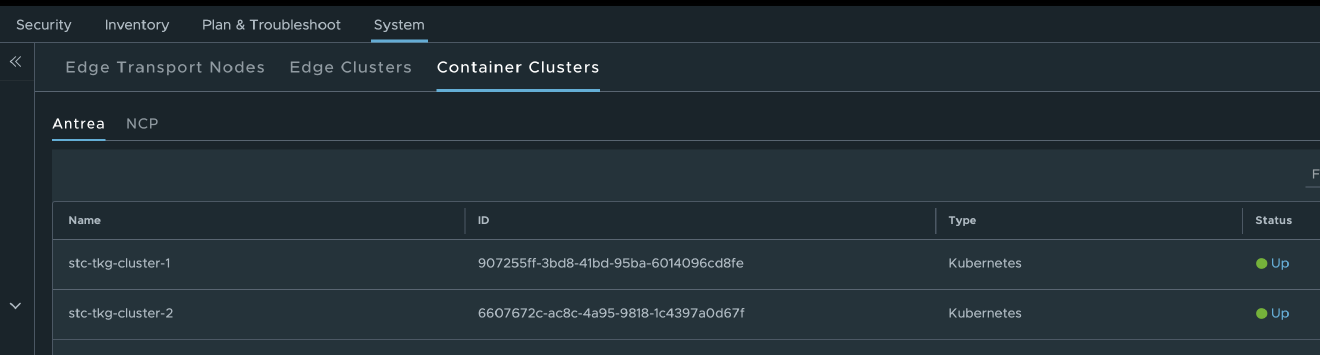 Security Inventory Plan & Troubleshoot System
Edge Transport Nodes Edge Clusters Container Clusters
Antrea NCP
Name ID Type Status
stc-tkg-cluster-1 907255ff-3bd8-41bd-95ba-6014096cd8fe Kubernetes Up
stc-tkg-cluster-2 6607672c-ac8c-4a95-9818-1c4397a0d67f Kubernetes Up